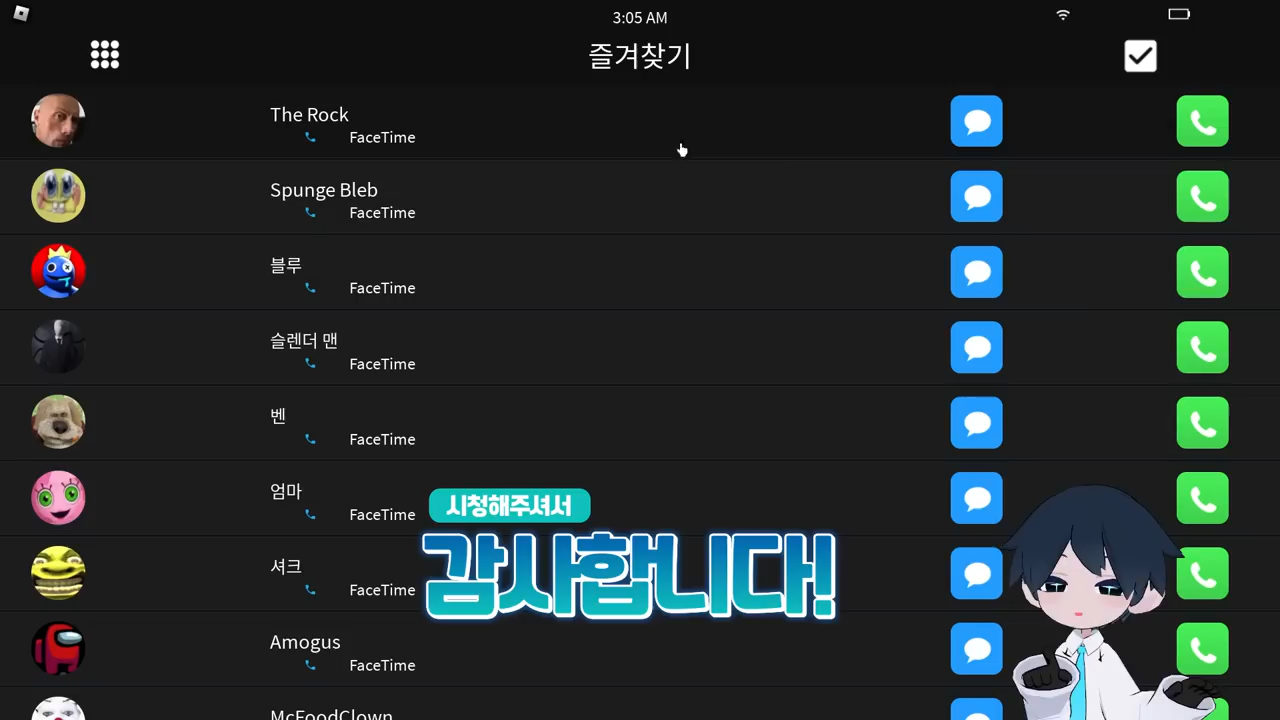 3:05 AM
즐겨찾기
The Rock
FaceTime
Spunge Bleb
FaceTime
블루
FaceTime
슬렌더 맨
FaceTime
벤
FaceTime
엄마
FaceTime
시청해주셔서
감사합니다!
셔크
FaceTime
Amogus
FaceTime
McFoodClown